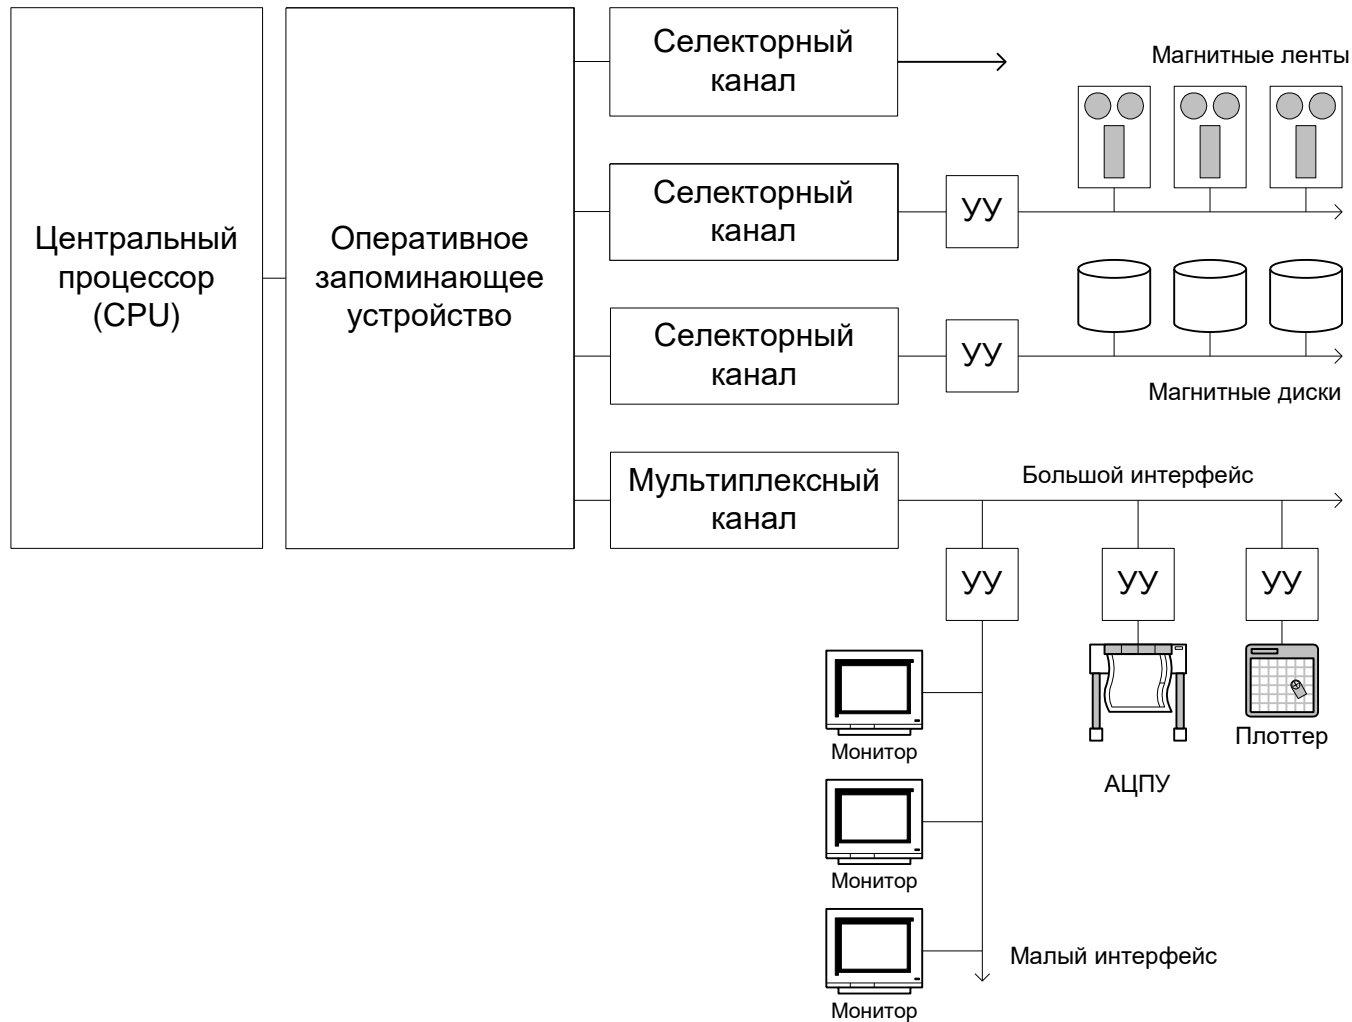 Центральный
процессор
(CPU)
Оперативное
запоминающее
устройство
Селекторный
канал
Магнитные ленты
Селекторный
канал
УУ
Селекторный
канал
УУ
Магнитные диски
Мультиплексный
канал
Большой интерфейс
УУ
УУ
УУ
Монитор
Плоттер
АЦПУ
Монитор
Малый интерфейс
Монитор